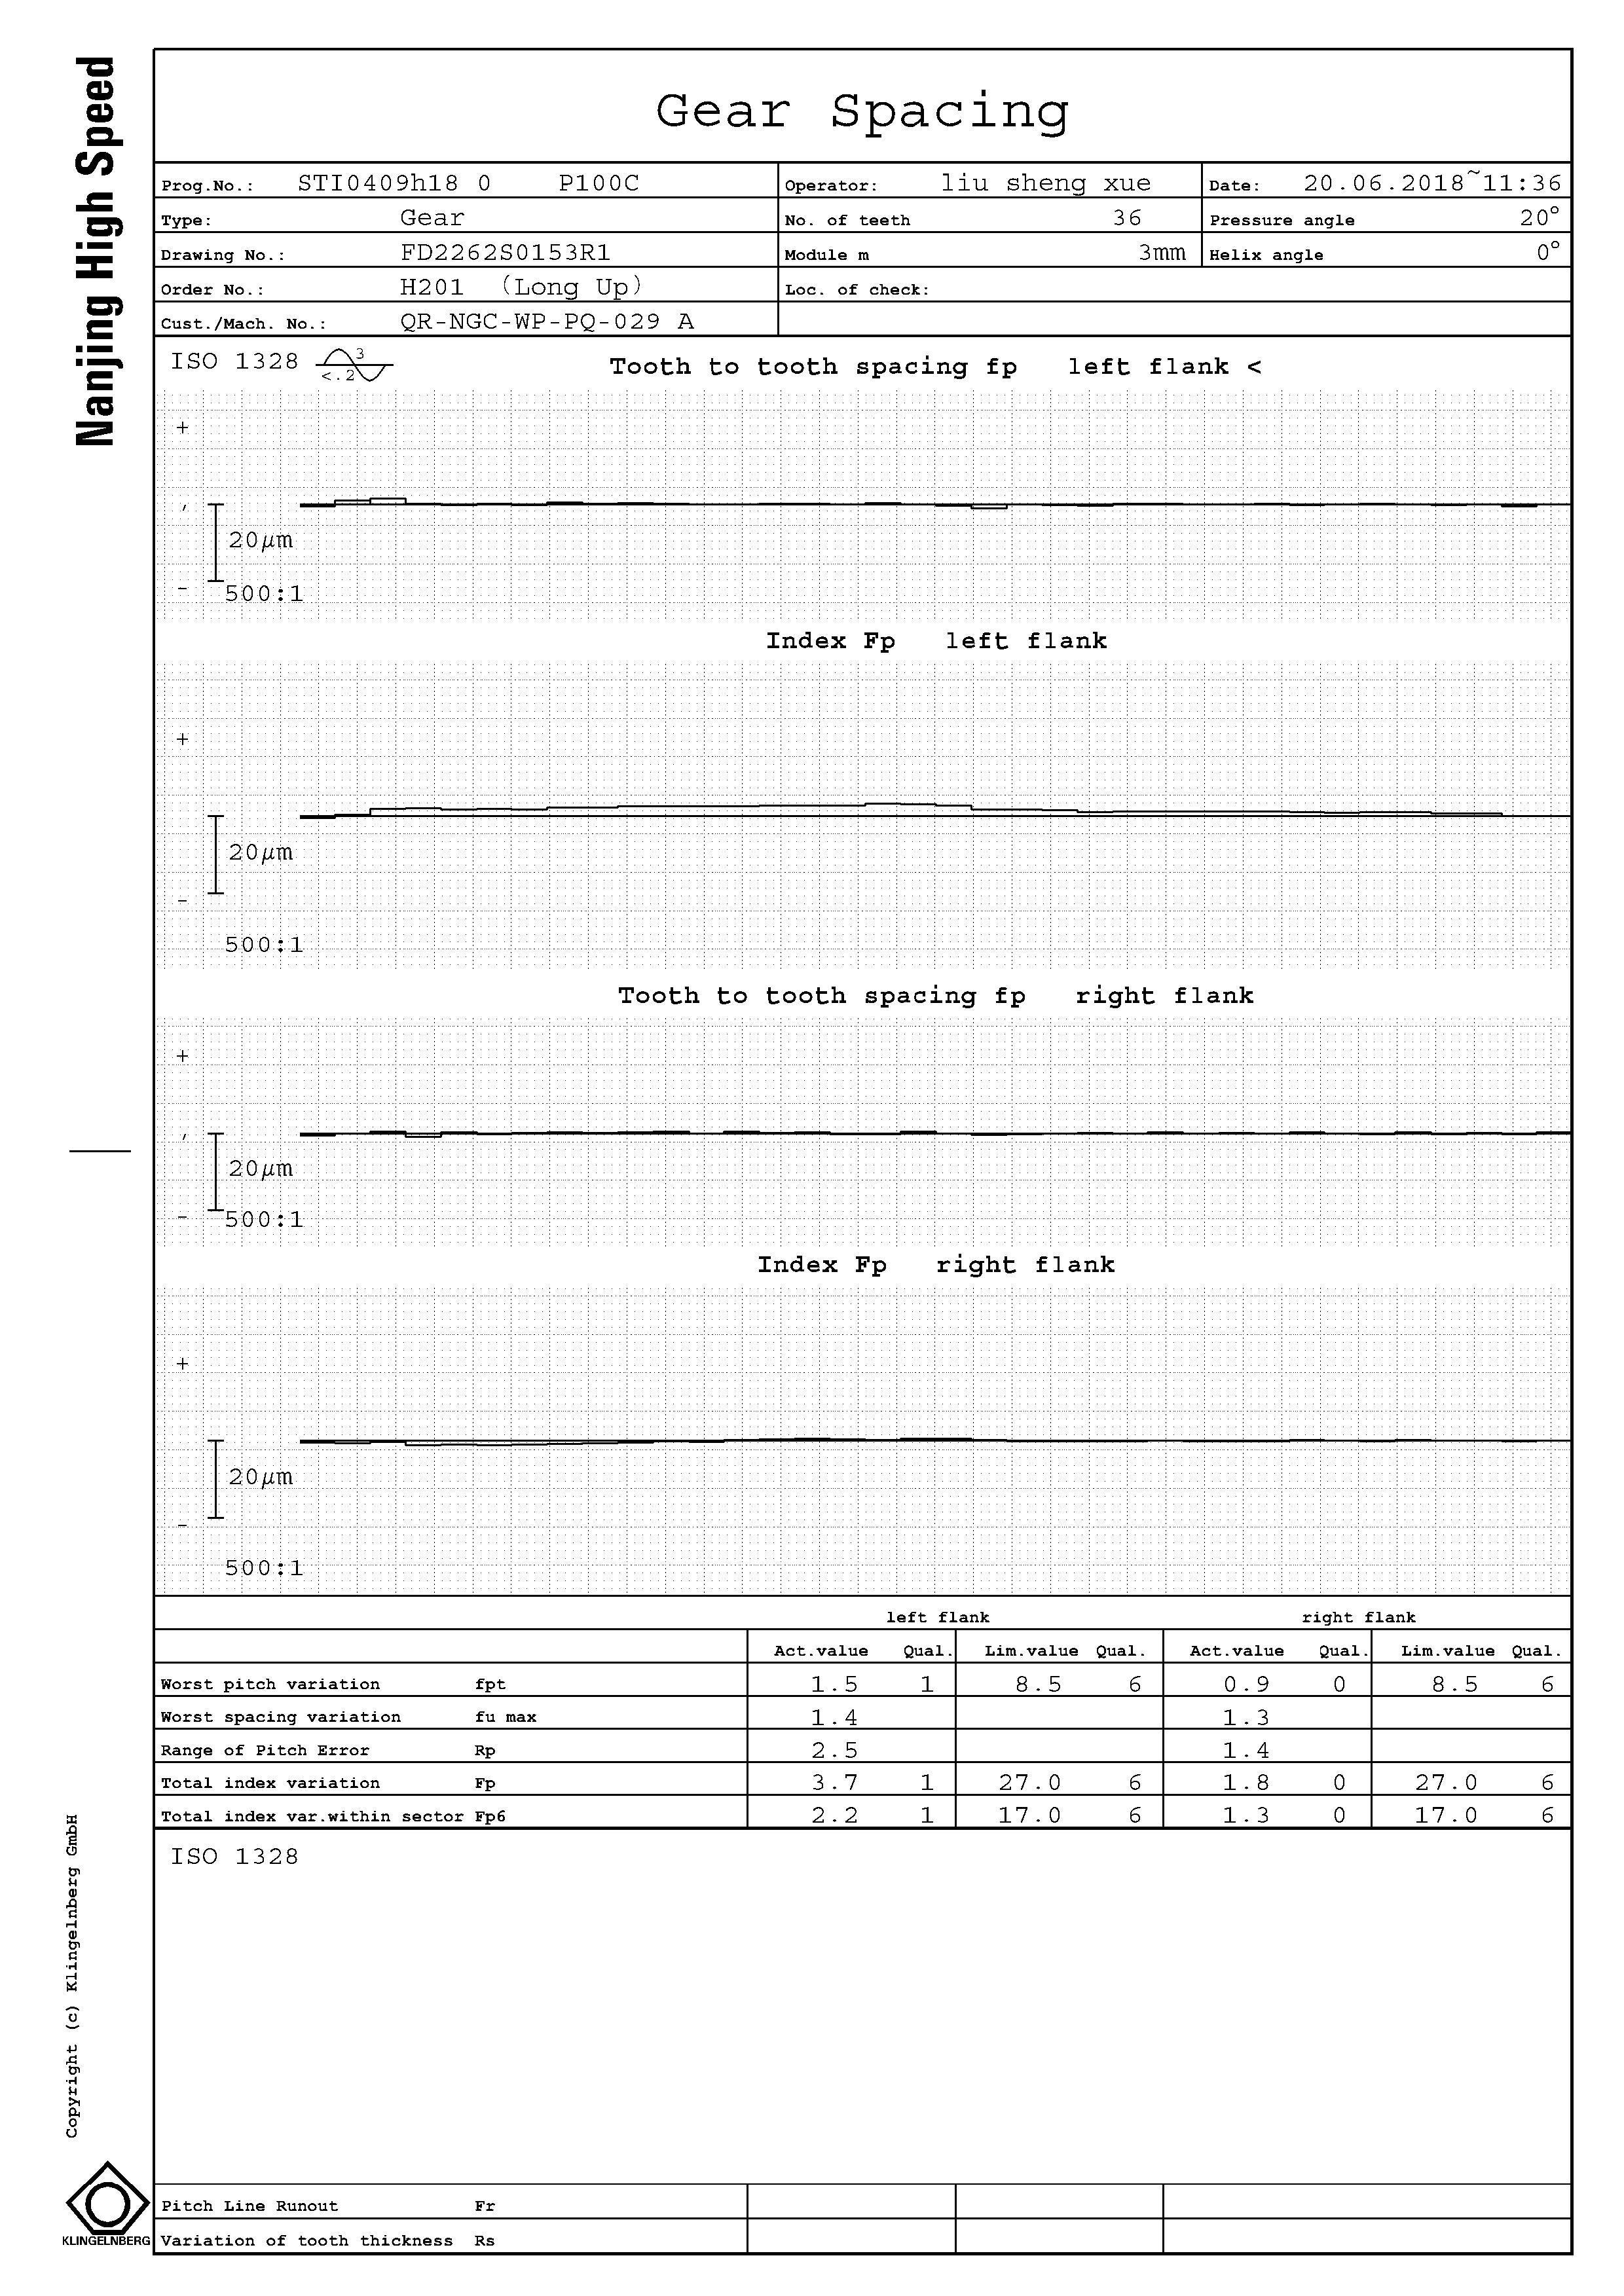 Nanjing High Speed
Gear Spacing
Prog.No.: STI0409h18 0 P100C Operator: liu sheng xue Date: 20.06.2018~11:36
Type: Gear No. of teeth 36 Pressure angle 20°
Drawing No.: FD2262S0153R1 Module m 3mm Helix angle 0°
Order No.: H201 (Long Up) Loc. of check:
Cust./Mach. No.: QR-NGC-WP-PQ-029 A
ISO 1328 3 <.2 Tooth to tooth spacing fp left flank <
+
20µm
-
500:1
Index Fp left flank
+
20µm
-
500:1
Tooth to tooth spacing fp right flank
+
20µm
-
500:1
Index Fp right flank
+
20µm
-
500:1
left flank right flank
Act.value Qual. Lim.value Qual. Act.value Qual. Lim.value Qual.
Worst pitch variation fpt 1.5 1 8.5 6 0.9 0 8.5 6
Worst spacing variation fu max 1.4 1.3
Range of Pitch Error Rp 2.5 1.4
Total index variation Fp 3.7 1 27.0 6 1.8 0 27.0 6
Total index var.within sector Fp6 2.2 1 17.0 6 1.3 0 17.0 6
ISO 1328
Copyright (c) Klingelnberg GmbH
KLINGELNBERG
Pitch Line Runout Fr
Variation of tooth thickness Rs